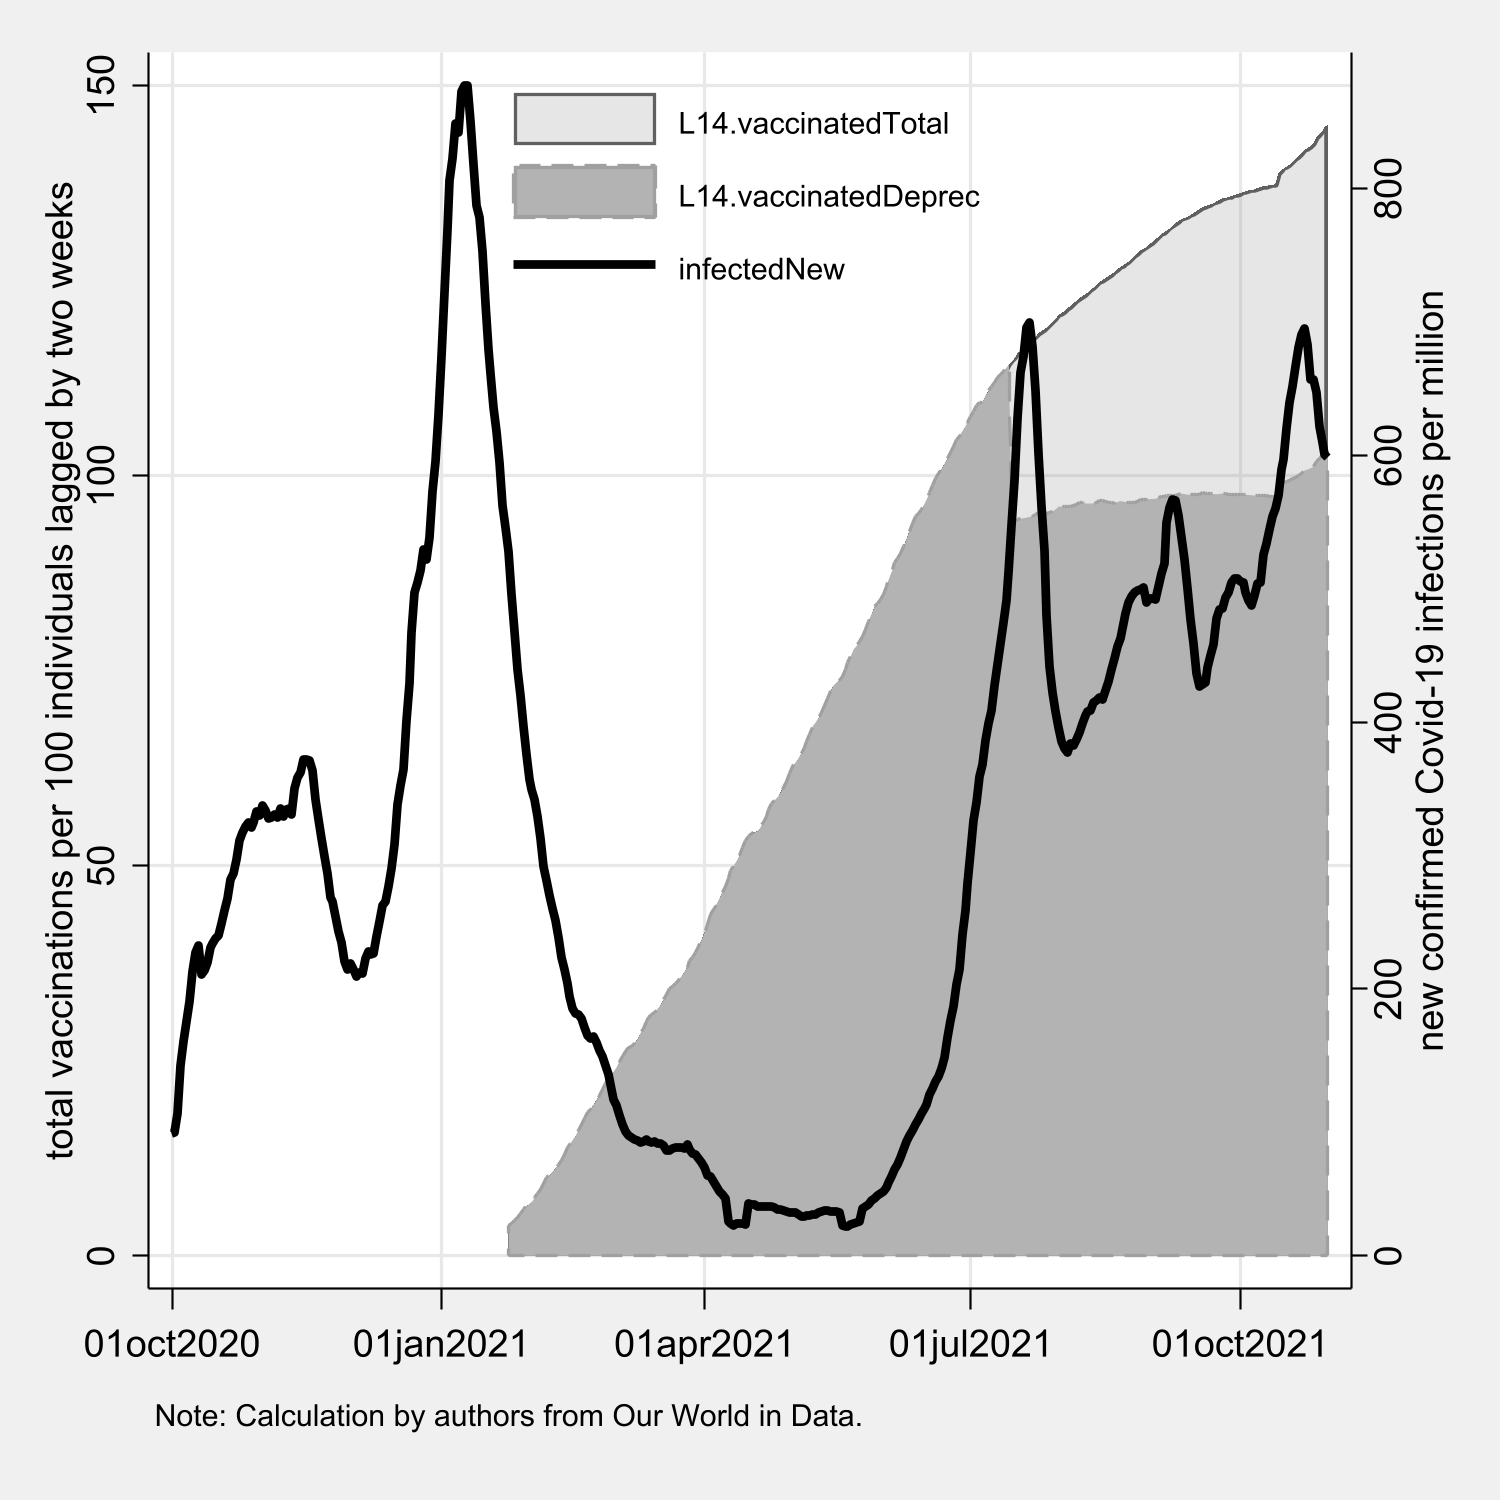 total vaccinations per 100 individuals lagged by two weeks
150
100
50
0
L14.vaccinatedTotal
L14.vaccinatedDeprec
infectedNew
800
600
400
200
0
new confirmed Covid-19 infections per million
01oct2020 01jan2021 01apr2021 01jul2021 01oct2021
Note: Calculation by authors from Our World in Data.